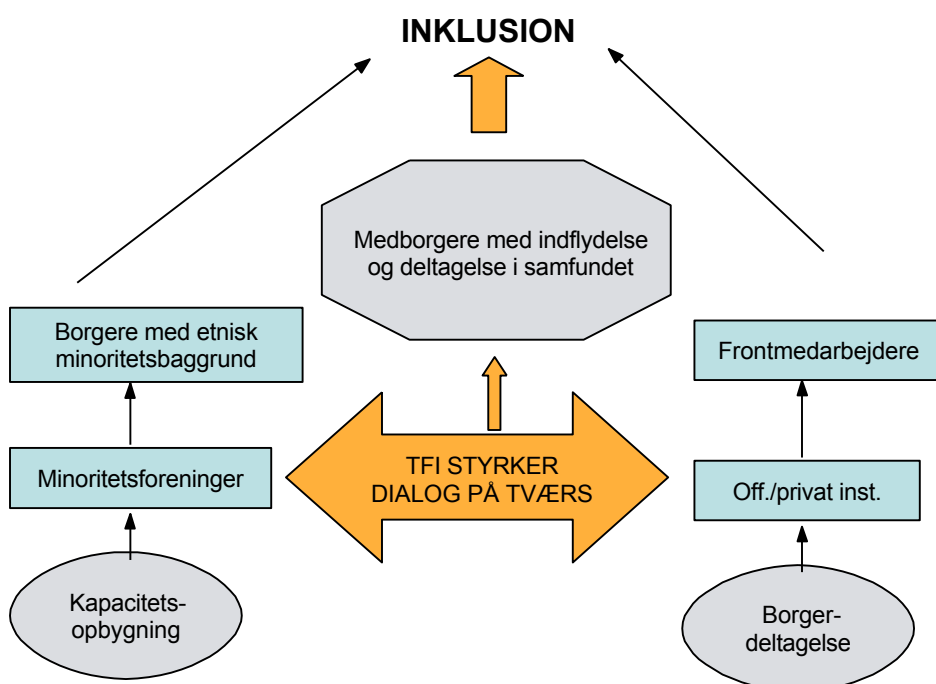 INKLUSION
Medborgere med indflydelse
og deltagelse i samfundet
Borgere med etnisk
minoritetsbaggrund
Frontmedarbejdere
TFI STYRKER
DIALOG PÅ TVÆRS
Minoritetsforeninger
Off./privat inst.
Kapacitets-
opbygning
Borger-
deltagelse